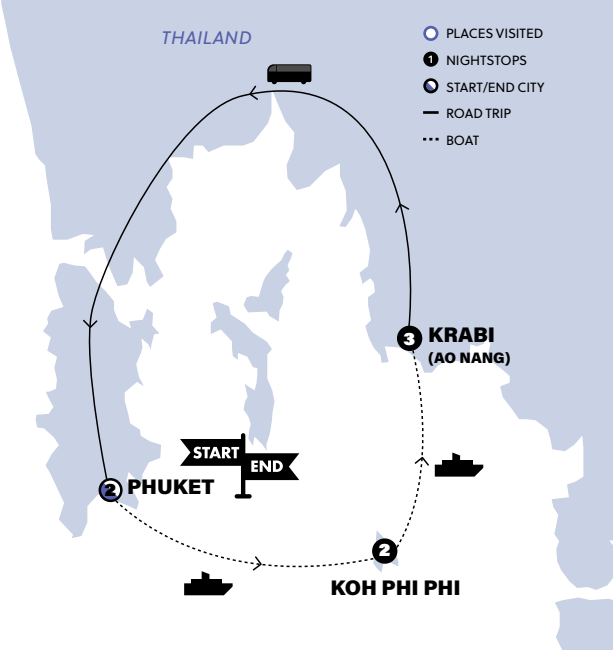 THAILAND
PLACES VISITED
1 NIGHTSTOPS
START/END CITY
ROAD TRIP
BOAT
3 KRABI
(AO NANG)
START
END
2 PHUKET
2
KOH PHI PHI